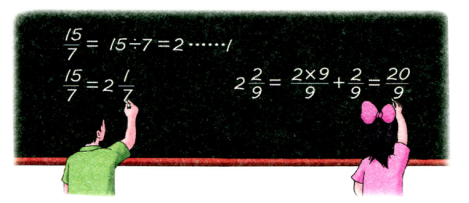 15/7 = 15÷7=2······1
15/7 = 2 1/7
2 2/9 = 2×9/9 + 2/9 = 20/9